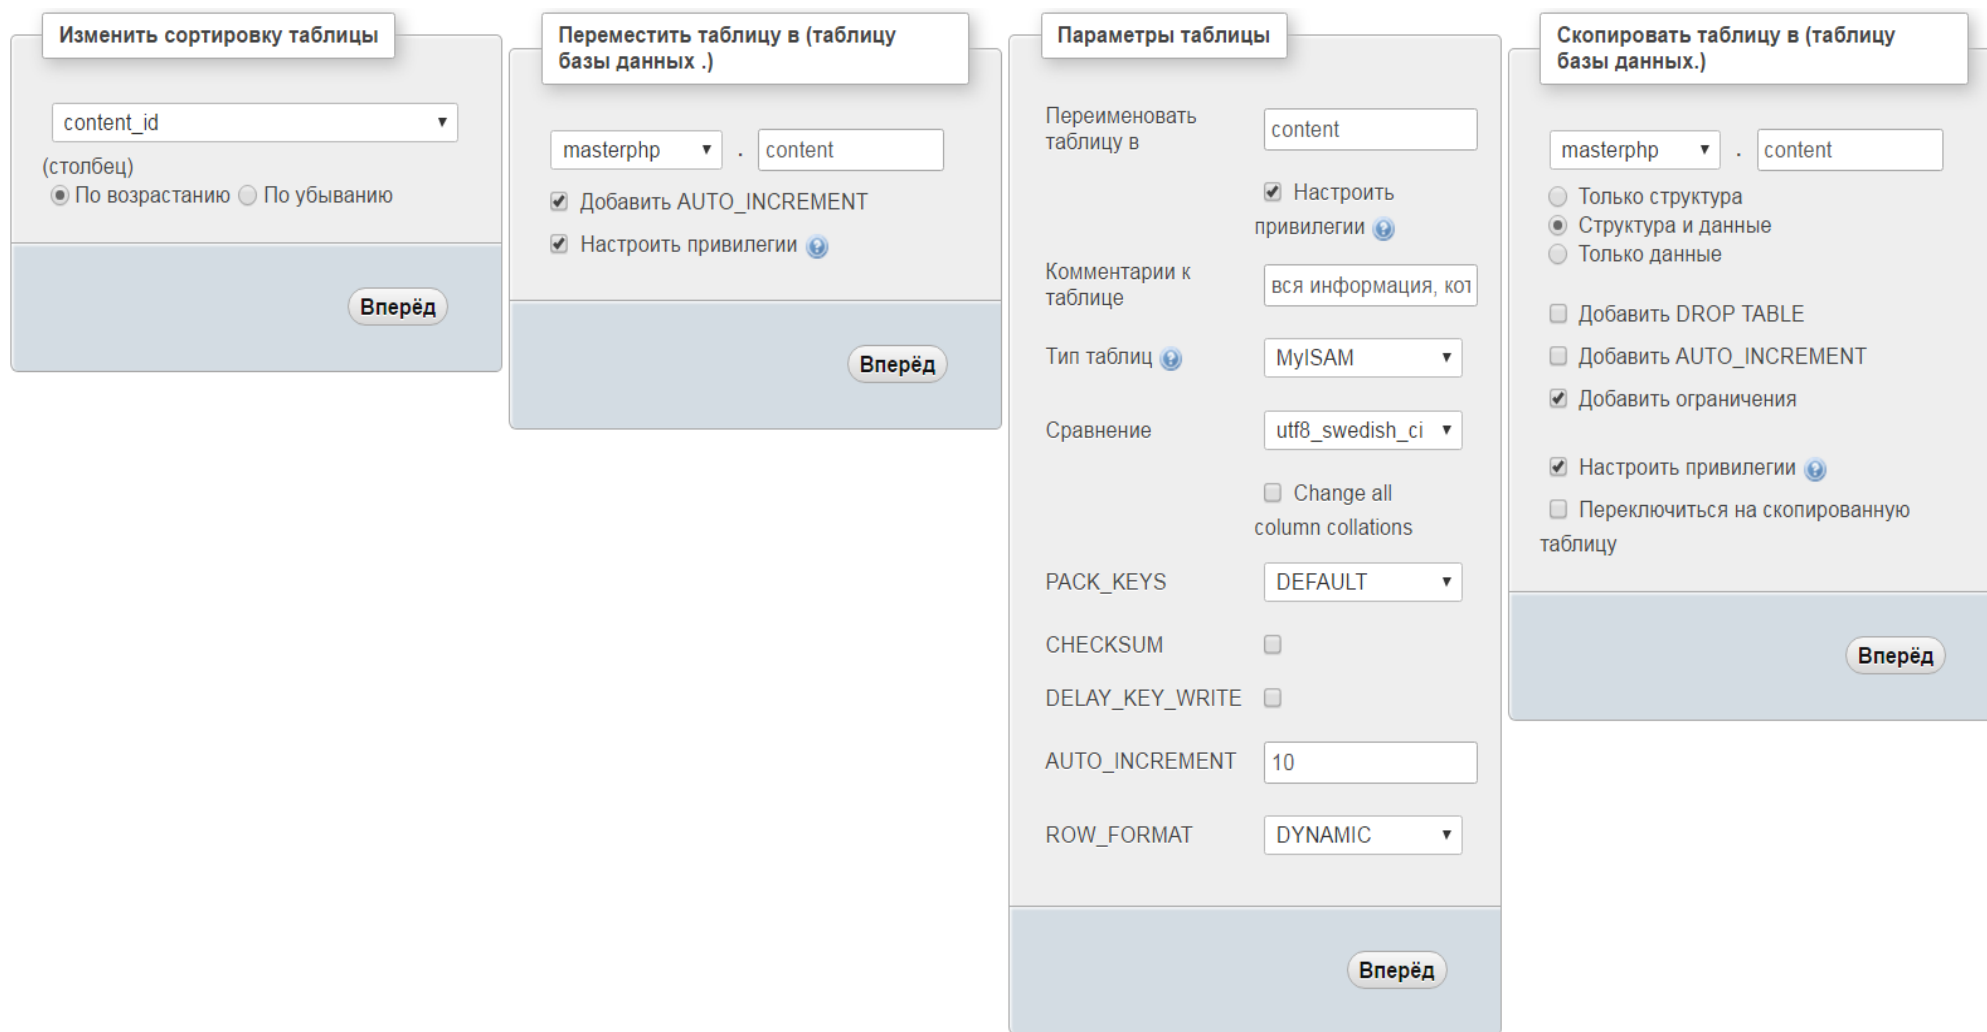 Изменить сортировку таблицы
content_id
(столбец)
По возрастанию По убыванию
Вперёд
Переместить таблицу в (таблицу
базы данных .)
masterphp . content
Добавить AUTO_INCREMENT
Настроить привилегии
Вперёд
Параметры таблицы
Переименовать
таблицу в
content
Настроить
привилегии
Комментарии к
таблице
вся информация, кот
Тип таблиц MyISAM
Сравнение utf8_swedish_ci
Change all
column collations
PACK_KEYS DEFAULT
CHECKSUM
DELAY_KEY_WRITE
AUTO_INCREMENT 10
ROW_FORMAT DYNAMIC
Вперёд
Скопировать таблицу в (таблицу
базы данных.)
masterphp . content
Только структура
Структура и данные
Только данные
Добавить DROP TABLE
Добавить AUTO_INCREMENT
Добавить ограничения
Настроить привилегии
Переключиться на скопированную
таблицу
Вперёд